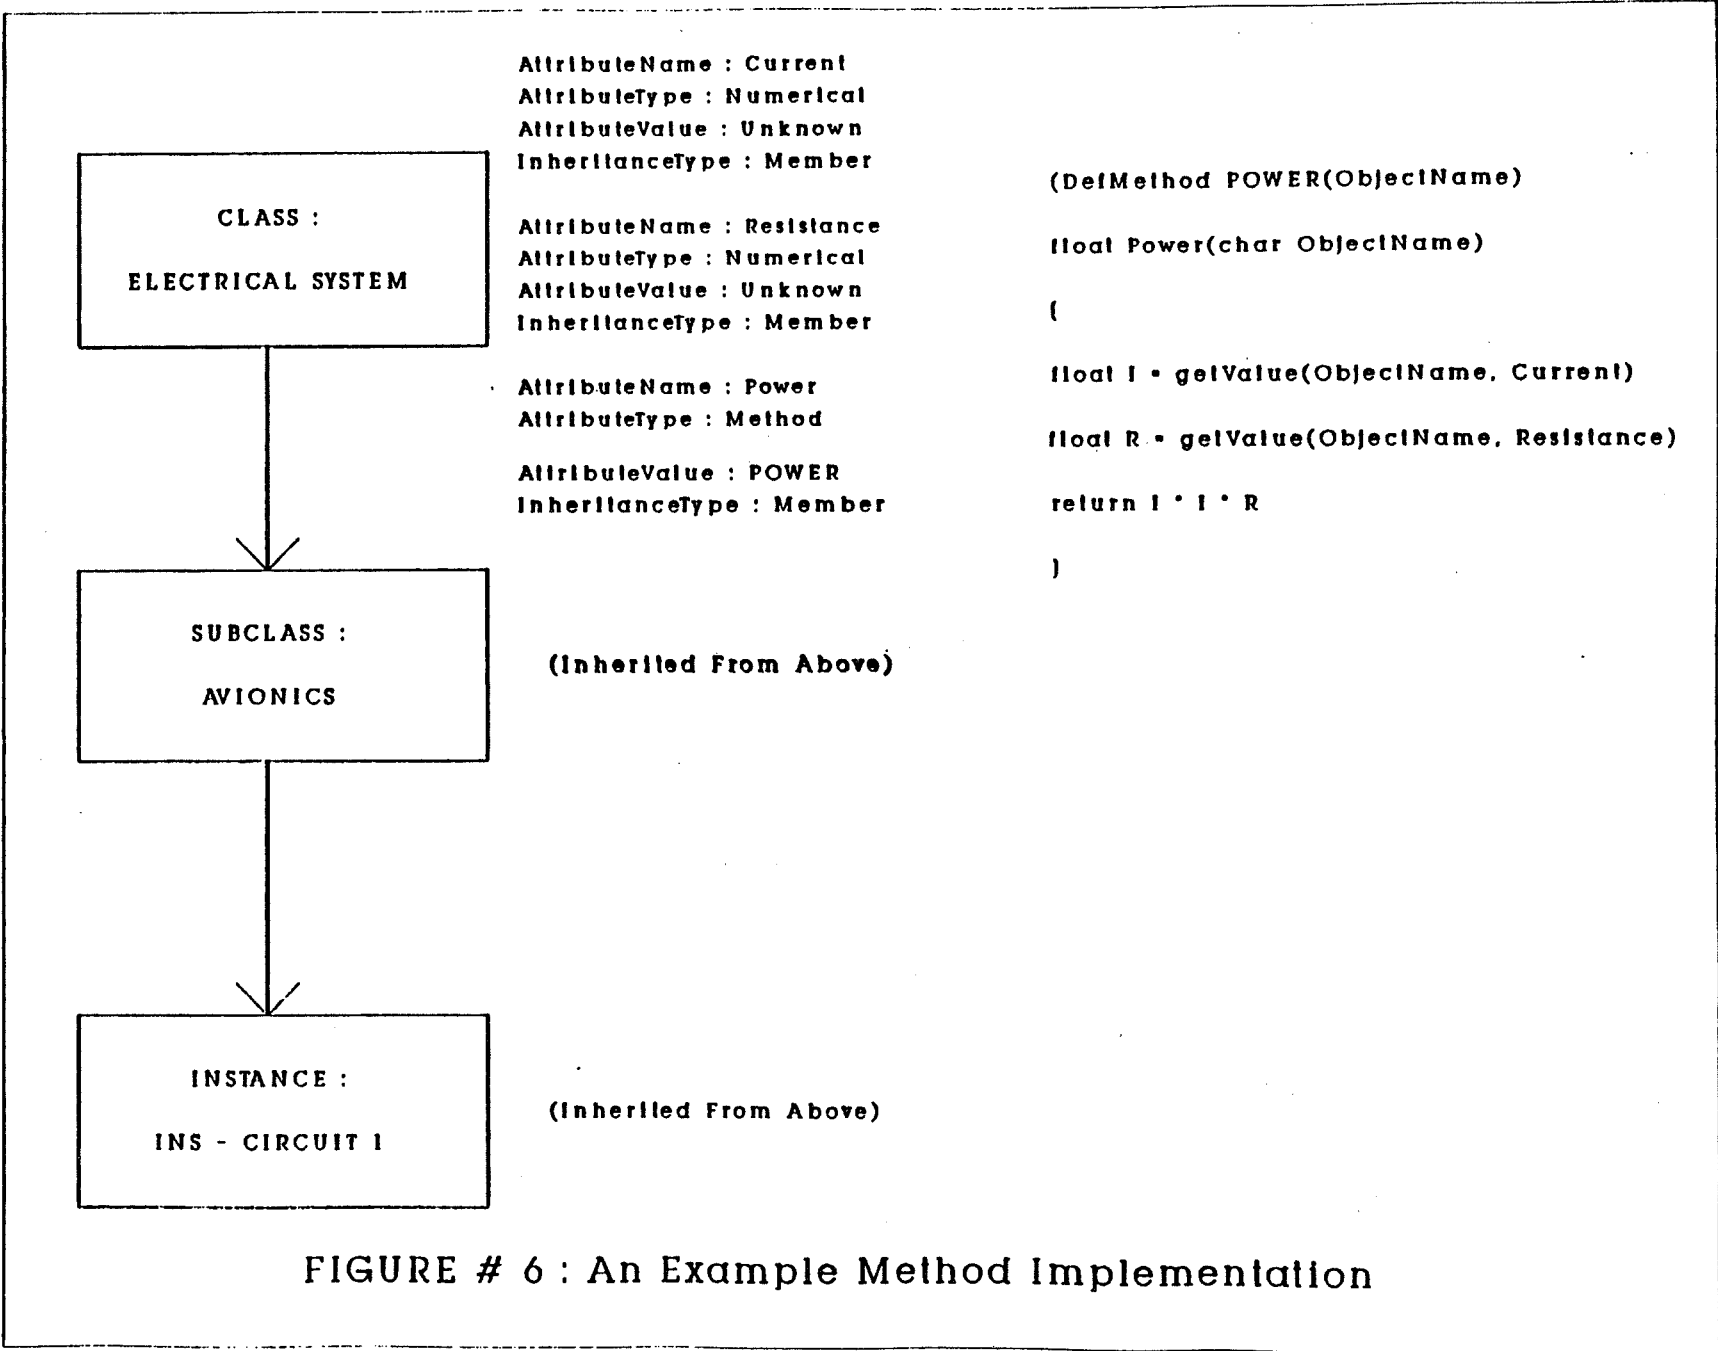 AttributeName : Current
AttributeType : Numerical
AttributeValue : Unknown
InheritanceType : Member
CLASS :
ELECTRICAL SYSTEM
AttributeName : Resistance
AttributeType : Numerical
AttributeValue : Unknown
InheritanceType : Member
AttributeName : Power
AttributeType : Method
AttributeValue : POWER
InheritanceType : Member
(DefMethod POWER(ObjectName)
float Power(char ObjectName)
{
float I = getValue(ObjectName, Current)
float R = getValue(ObjectName, Resistance)
return I * I * R
}
SUBCLASS :
AVIONICS
(Inherited From Above)
INSTANCE :
INS - CIRCUIT 1
(Inherited From Above)
FIGURE # 6 : An Example Method Implementation